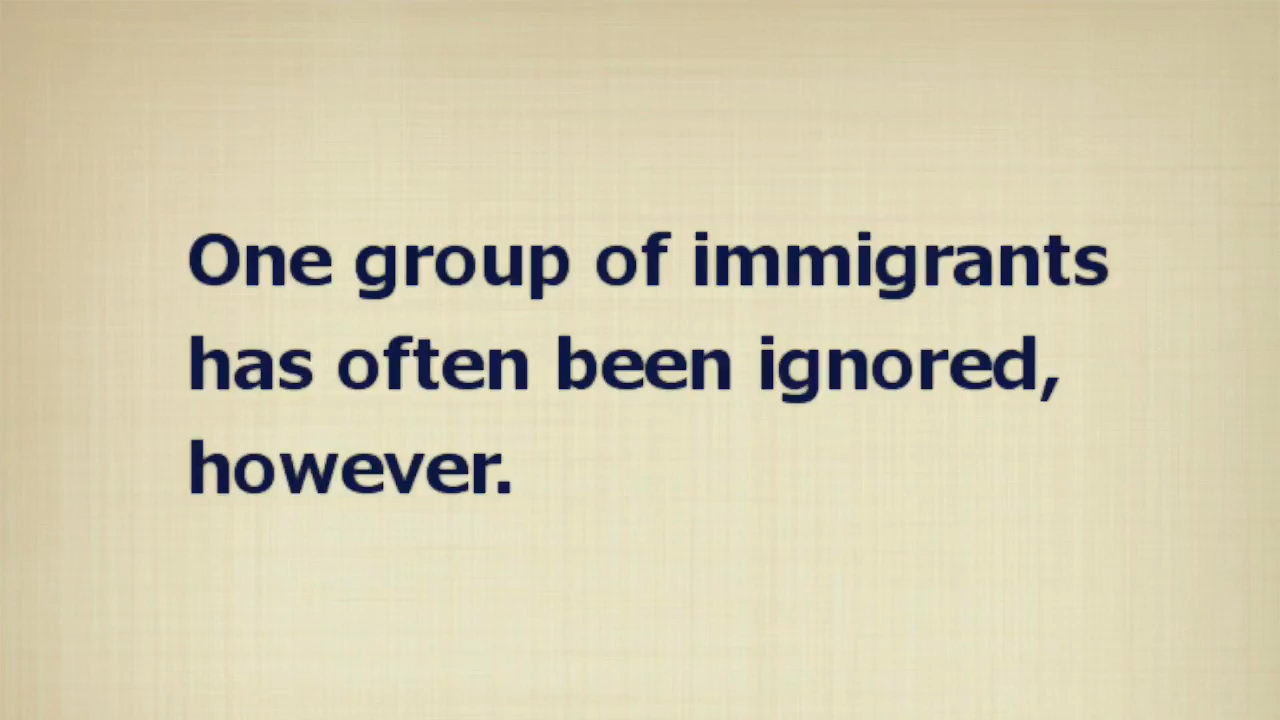 One group of immigrants
has often been ignored,
however.